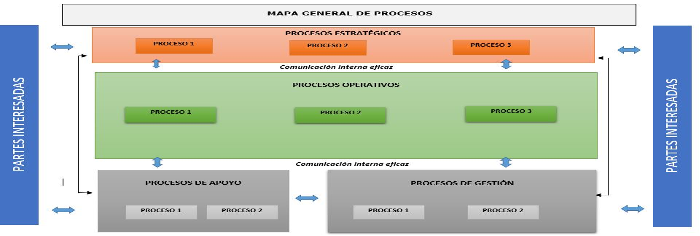 MAPA GENERAL DE PROCESOS
PARTES INTERESADAS
PROCESOS ESTRATÉGICOS
PROCESO 1
PROCESO 2
PROCESO 3
Comunicación interna eficaz
PROCESOS OPERATIVOS
PROCESO 1
PROCESO 2
PROCESO 3
Comunicación interna eficaz
PROCESOS DE APOYO
PROCESO 1
PROCESO 2
PROCESOS DE GESTIÓN
PROCESO 1
PROCESO 2
PARTES INTERESADAS